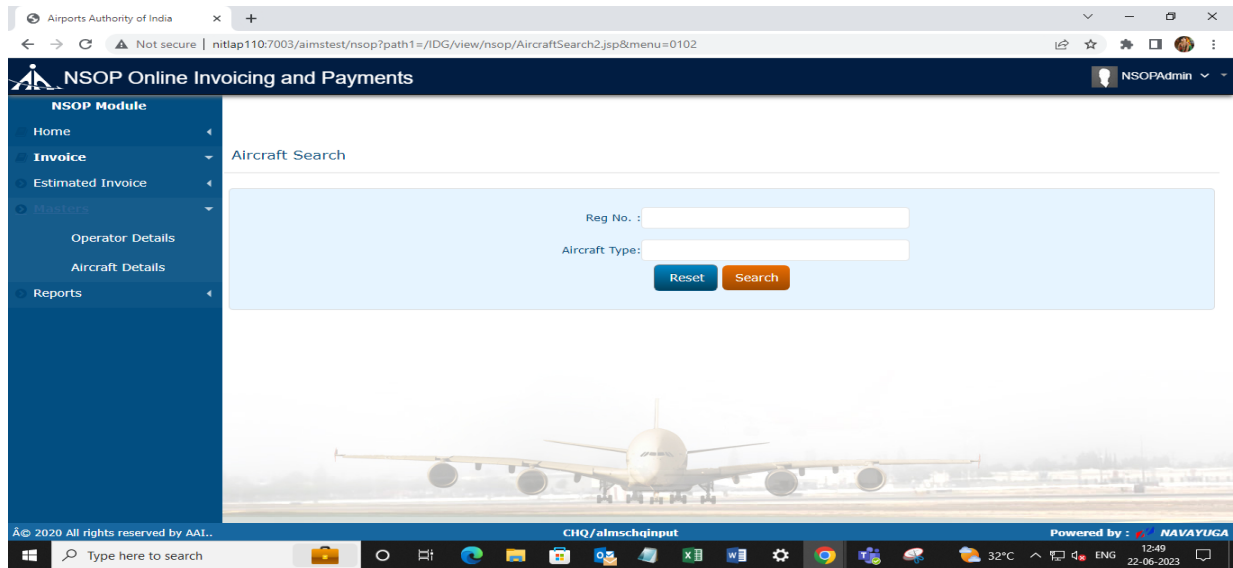 Airports Authority of India
Not secure | nitlap110:7003/aimstest/nsop?path1=/IDG/view/nsop/AircraftSearch2.jsp&menu=0102
NSOP Online Invoicing and Payments
NSOPAdmin
NSOP Module
Home
Invoice
Aircraft Search
Estimated Invoice
Masters
Reg No. :
Operator Details
Aircraft Type:
Aircraft Details
Reset Search
Reports
Â© 2020 All rights reserved by AAI..
CHQ/almschqinput
Powered by : NAVAYUGA
Type here to search
32°C
ENG
12:49
22-06-2023